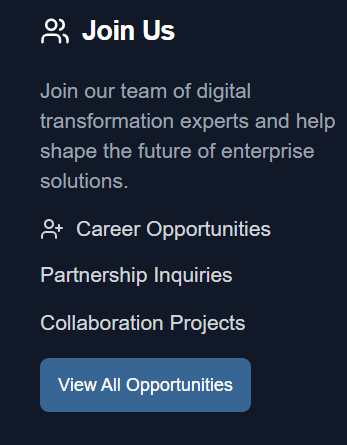 Join Us
Join our team of digital
transformation experts and help
shape the future of enterprise
solutions.
Career Opportunities
Partnership Inquiries
Collaboration Projects
View All Opportunities